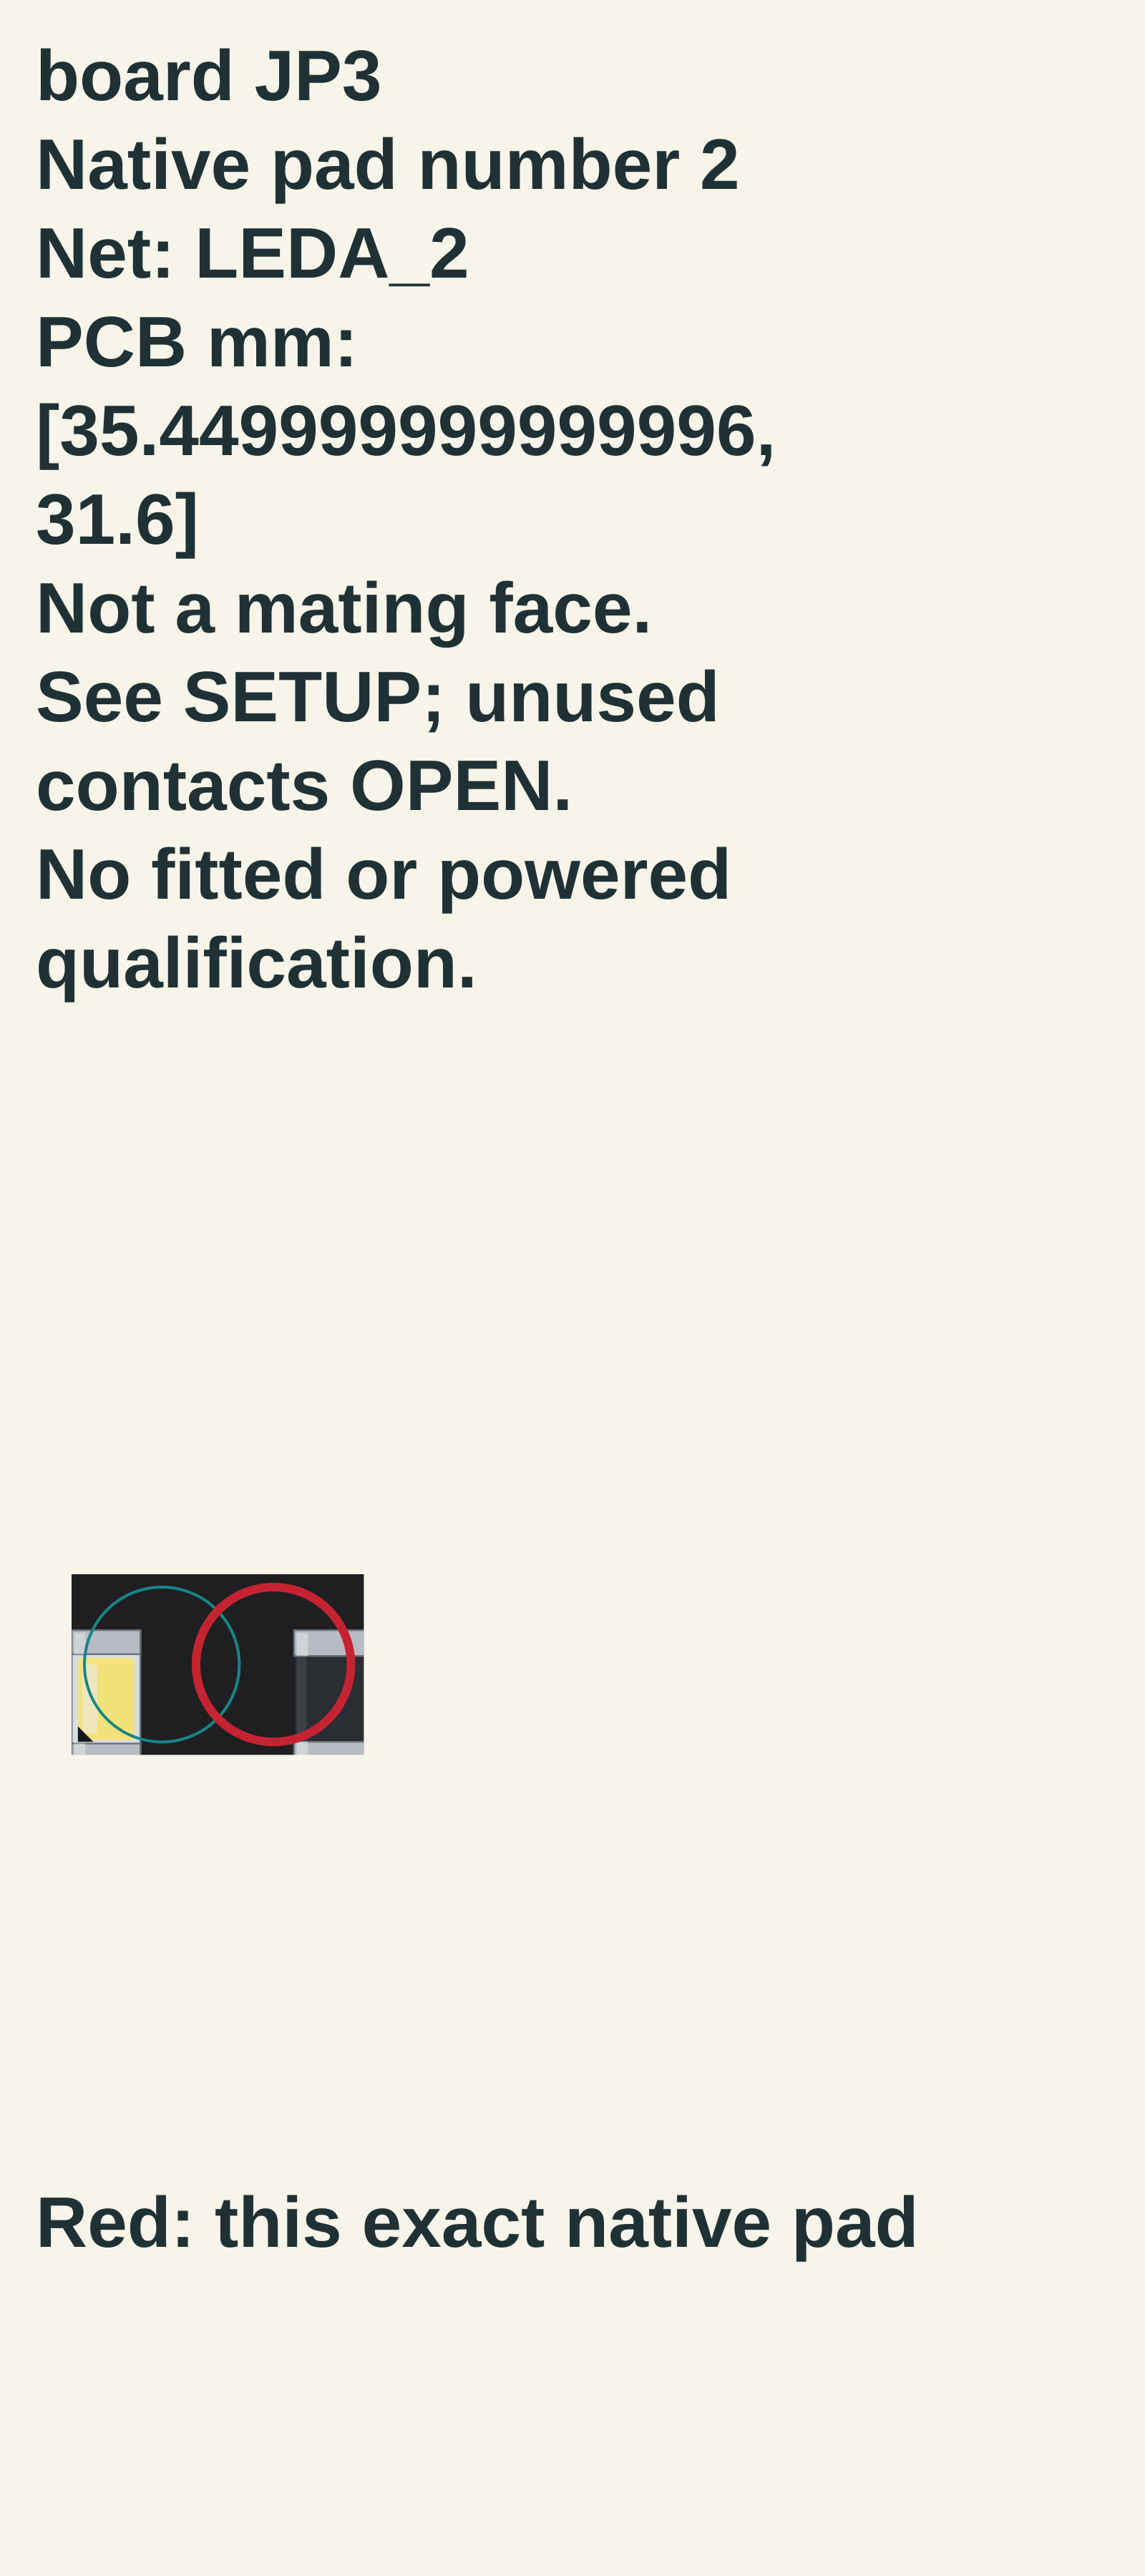 board JP3
Native pad number 2
Net: LEDA_2
PCB mm:
[35.449999999999996,
31.6]
Not a mating face.
See SETUP; unused
contacts OPEN.
No fitted or powered
qualification.
Red: this exact native pad